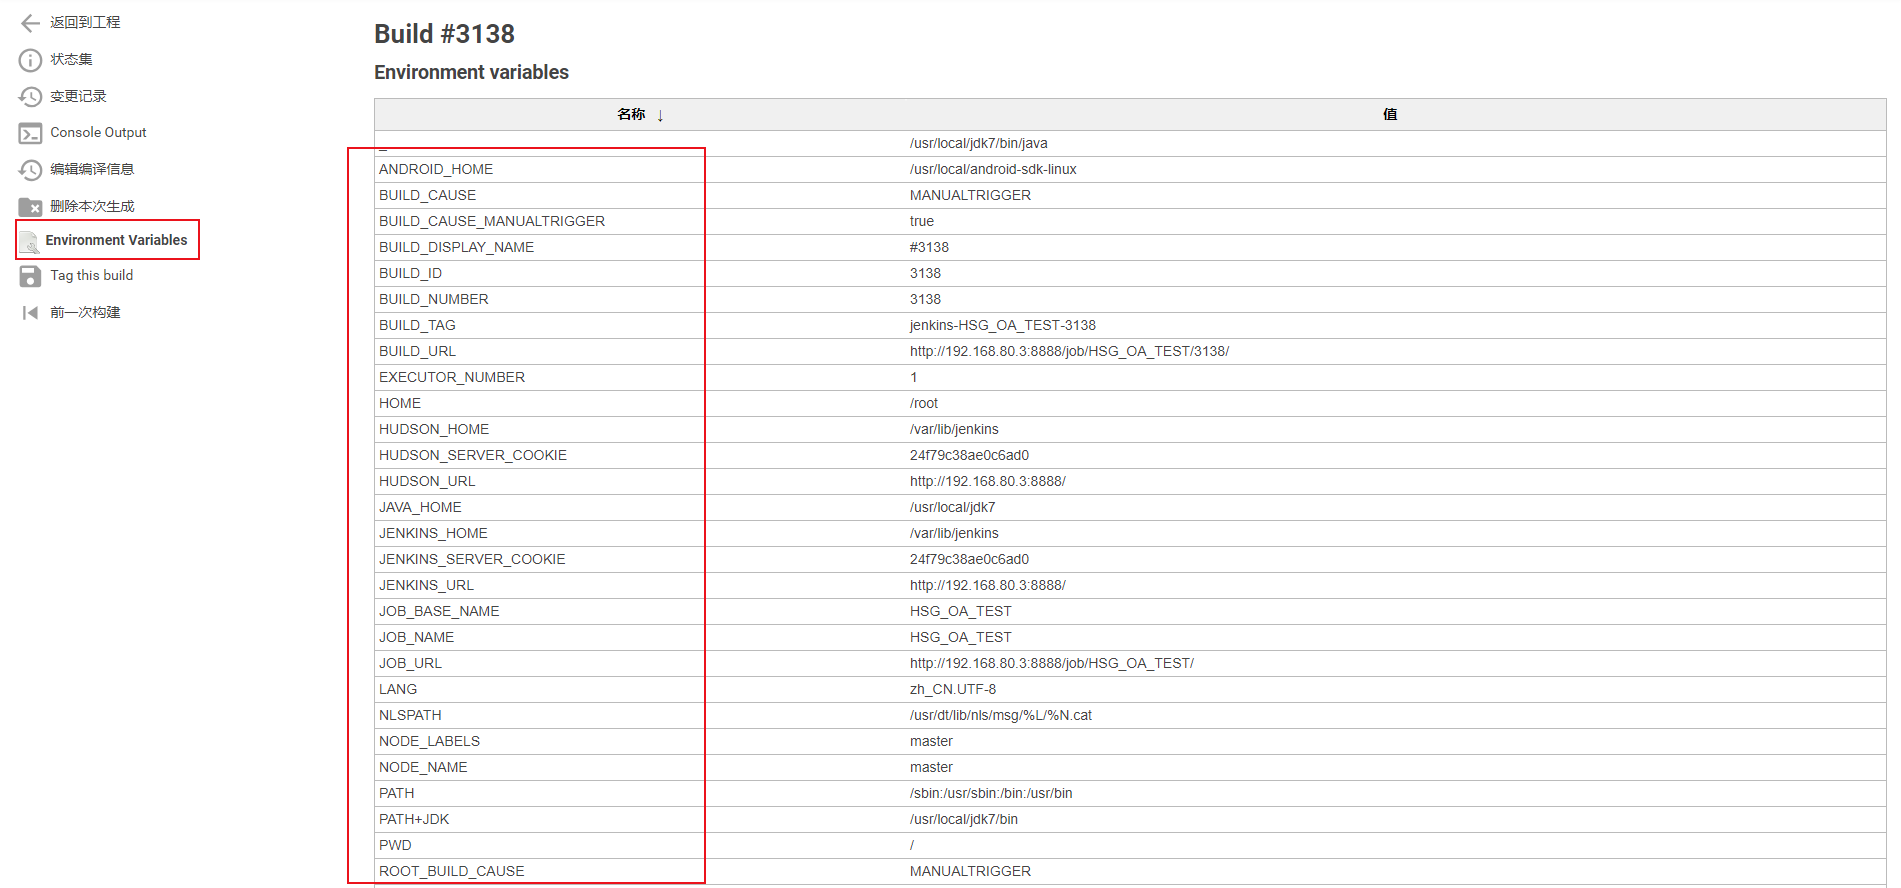 返回到工程
状态集
变更记录
Console Output
编辑编译信息
删除本次生成
Environment Variables
Tag this build
前一次构建
Build #3138
Environment variables
名称 ↓ 值
_ /usr/local/jdk7/bin/java
ANDROID_HOME /usr/local/android-sdk-linux
BUILD_CAUSE MANUALTRIGGER
BUILD_CAUSE_MANUALTRIGGER true
BUILD_DISPLAY_NAME #3138
BUILD_ID 3138
BUILD_NUMBER 3138
BUILD_TAG jenkins-HSG_OA_TEST-3138
BUILD_URL http://192.168.80.3:8888/job/HSG_OA_TEST/3138/
EXECUTOR_NUMBER 1
HOME /root
HUDSON_HOME /var/lib/jenkins
HUDSON_SERVER_COOKIE 24f79c38ae0c6ad0
HUDSON_URL http://192.168.80.3:8888/
JAVA_HOME /usr/local/jdk7
JENKINS_HOME /var/lib/jenkins
JENKINS_SERVER_COOKIE 24f79c38ae0c6ad0
JENKINS_URL http://192.168.80.3:8888/
JOB_BASE_NAME HSG_OA_TEST
JOB_NAME HSG_OA_TEST
JOB_URL http://192.168.80.3:8888/job/HSG_OA_TEST/
LANG zh_CN.UTF-8
NLSPATH /usr/dt/lib/nls/msg/%L/%N.cat
NODE_LABELS master
NODE_NAME master
PATH /sbin:/usr/sbin:/bin:/usr/bin
PATH+JDK /usr/local/jdk7/bin
PWD /
ROOT_BUILD_CAUSE MANUALTRIGGER